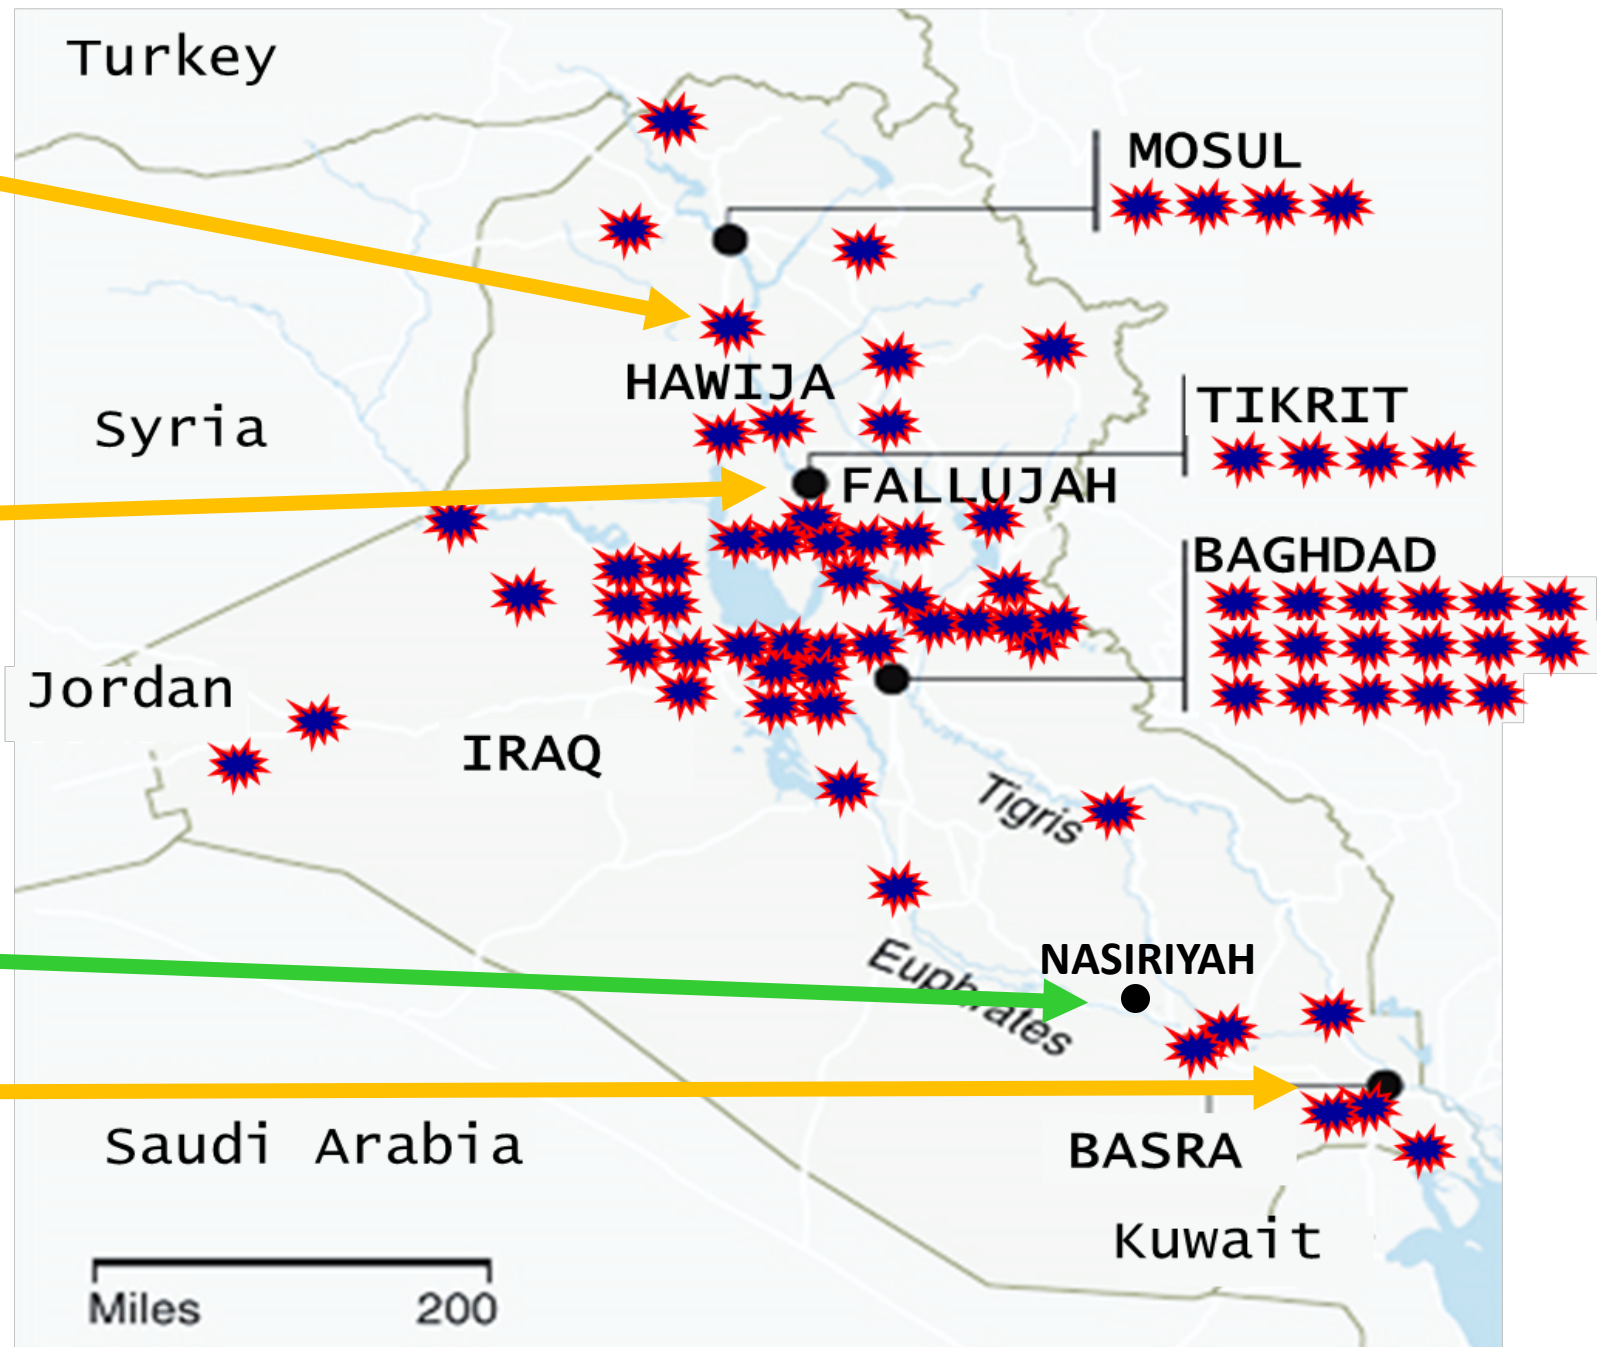 Turkey
MOSUL
HAWIJA
TIKRIT
Syria
FALLUJAH
BAGHDAD
Jordan
IRAQ
Tigris
NASIRIYAH
Euphrates
BASRA
Saudi Arabia
Kuwait
Miles 200